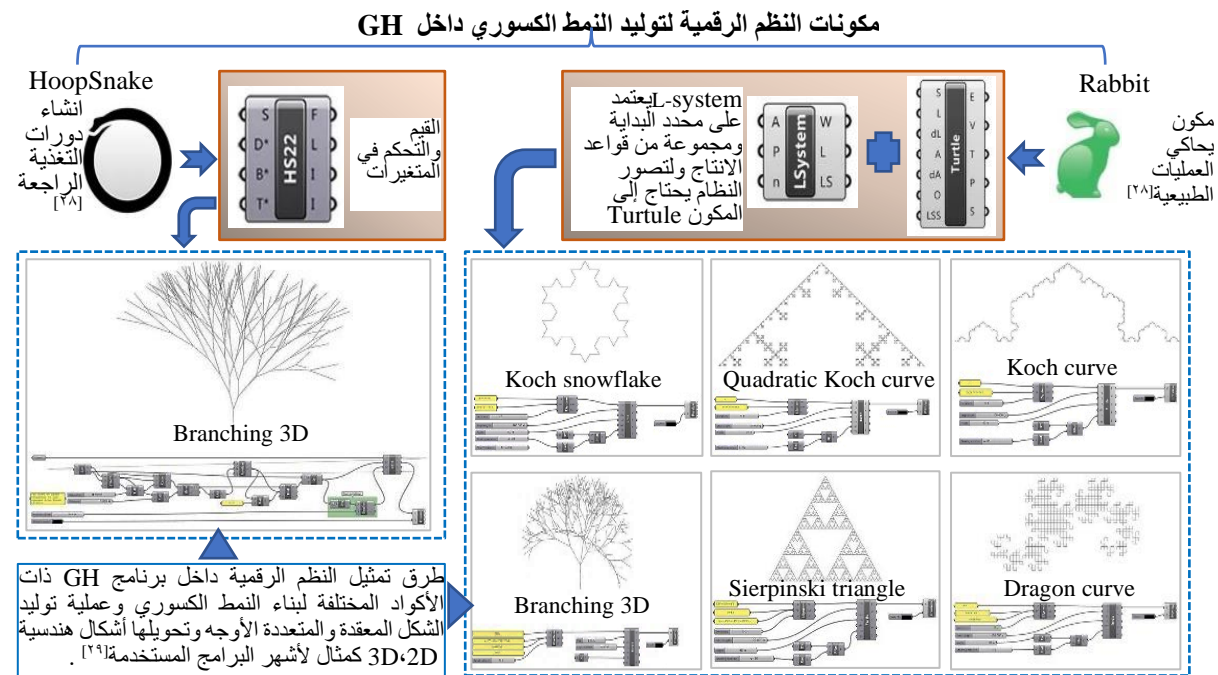 مكونات النظم الرقمية لتوليد النمط الكسوري داخل GH
Rabbit
مكون
يحاكي
العمليات
الطبيعية[٢٨]
S
L
dL
A
dA
O
LSS
Turtle
E
V
T
P
S
A
P
n
LSystem
W
L
LS
L-systemيعتمد
على محدد البداية
ومجموعة من قواعد
الانتاج ولتصور
النظام يحتاج إلى
المكون Turtule
HoopSnake
انشاء
دورات
التغذية
الراجعة
[٢٨]
S
D*
B*
T*
HS22
F
L
I
I
القيم
والتحكم في
المتغيرات
Koch curve
Quadratic Koch curve
Koch snowflake
Dragon curve
Sierpinski triangle
Branching 3D
Branching 3D
طرق تمثيل النظم الرقمية داخل برنامج GH ذات
الأكواد المختلفة لبناء النمط الكسوري وعملية توليد
الشكل المعقدة والمتعددة الأوجه وتحويلها أشكال هندسية
3D،2D كمثال لأشهر البرامج المستخدمة[٢٩] .